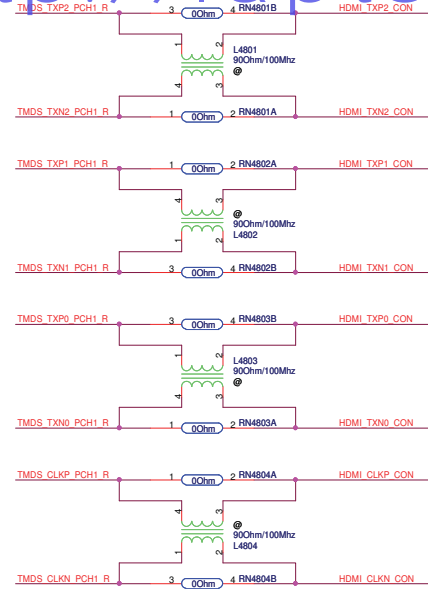 TMDS_TXP2_PCH1_R 3 0Ohm 4 RN4801B HDMI_TXP2_CON
1 2
L4801
90Ohm/100Mhz
@
4 3
TMDS_TXN2_PCH1_R 1 0Ohm 2 RN4801A HDMI_TXN2_CON
TMDS_TXP1_PCH1_R 1 0Ohm 2 RN4802A HDMI_TXP1_CON
4 3
@
90Ohm/100Mhz
L4802
1 2
TMDS_TXN1_PCH1_R 3 0Ohm 4 RN4802B HDMI_TXN1_CON
TMDS_TXP0_PCH1_R 3 0Ohm 4 RN4803B HDMI_TXP0_CON
1 2
L4803
90Ohm/100Mhz
@
4 3
TMDS_TXN0_PCH1_R 1 0Ohm 2 RN4803A HDMI_TXN0_CON
TMDS_CLKP_PCH1_R 1 0Ohm 2 RN4804A HDMI_CLKP_CON
4 3
@
90Ohm/100Mhz
L4804
1 2
TMDS_CLKN_PCH1_R 3 0Ohm 4 RN4804B HDMI_CLKN_CON